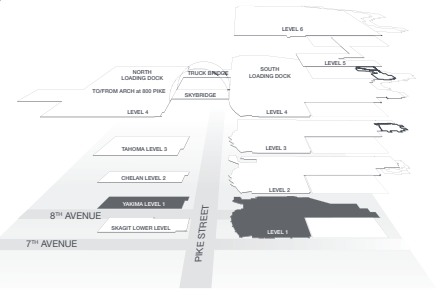 LEVEL 6
LEVEL 5
NORTH
LOADING DOCK
TRUCK BRIDGE
SOUTH
LOADING DOCK
TO/FROM ARCH at 800 PIKE
SKYBRIDGE
LEVEL 4
LEVEL 4
TAHOMA LEVEL 3
LEVEL 3
CHELAN LEVEL 2
LEVEL 2
YAKIMA LEVEL 1
8TH AVENUE
SKAGIT LOWER LEVEL
LEVEL 1
PIKE STREET
7TH AVENUE